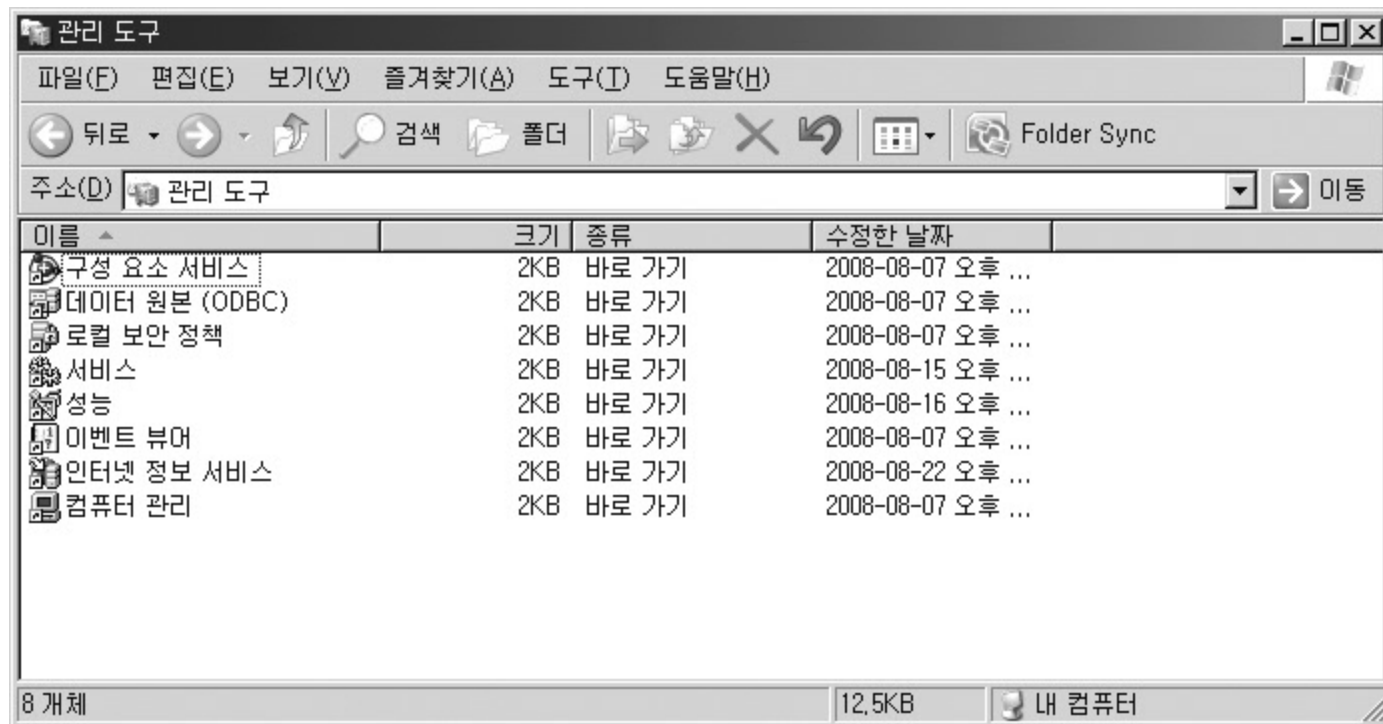 관리 도구
파일(F) 편집(E) 보기(V) 즐겨찾기(A) 도구(T) 도움말(H)
뒤로 검색 폴더 Folder Sync
주소(D) 관리 도구 이동
이름 크기 종류 수정한 날짜
구성 요소 서비스 2KB 바로 가기 2008-08-07 오후 ...
데이터 원본 (ODBC) 2KB 바로 가기 2008-08-07 오후 ...
로컬 보안 정책 2KB 바로 가기 2008-08-07 오후 ...
서비스 2KB 바로 가기 2008-08-15 오후 ...
성능 2KB 바로 가기 2008-08-16 오후 ...
이벤트 뷰어 2KB 바로 가기 2008-08-07 오후 ...
인터넷 정보 서비스 2KB 바로 가기 2008-08-22 오후 ...
컴퓨터 관리 2KB 바로 가기 2008-08-07 오후 ...
8 개체 12,5KB 내 컴퓨터